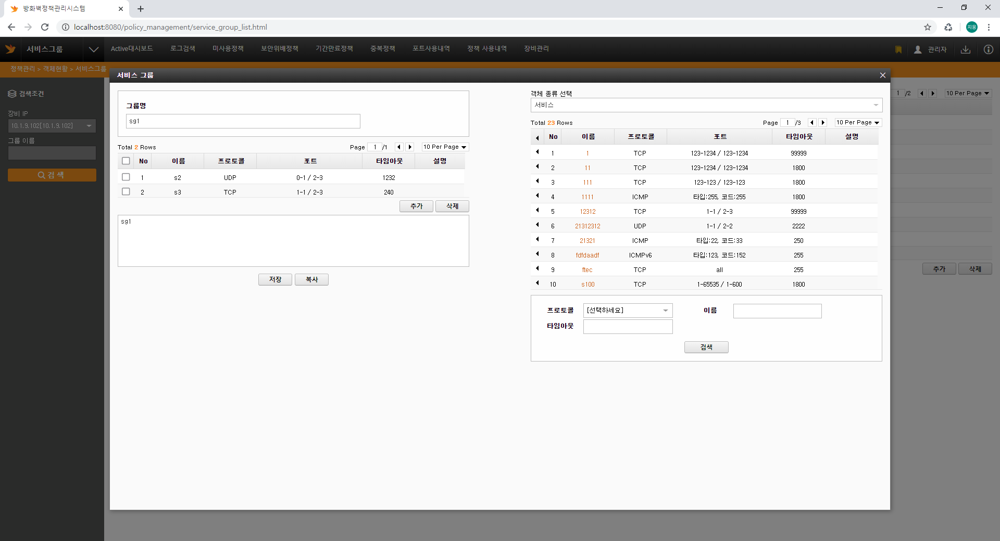 방화벽정책관리시스템
localhost:8080/policy_management/service_group_list.html
지웅
서비스그룹
Active대시보드 로그검색 미사용정책 보안위배정책 기간만료정책 중복정책 포트사용내역 정책 사용내역 장비관리
관리자
정책관리 > 객체현황 > 서비스그룹
검색조건
장비 IP
10.1.9.102[10.1.9.102]
그룹 이름
검 색
1 /2 10 Per Page
추가 삭제
서비스 그룹
그룹명
sg1
Total 2 Rows Page 1 /1 10 Per Page
No 이름 프로토콜 포트 타임아웃 설명
1 s2 UDP 0-1 / 2-3 1232
2 s3 TCP 1-1 / 2-3 240
추가 삭제
sg1
저장 복사
객체 종류 선택
서비스
Total 23 Rows Page 1 /3 10 Per Page
No 이름 프로토콜 포트 타임아웃 설명
1 1 TCP 123-1234 / 123-1234 99999
2 11 TCP 123-1234 / 123-1234 1800
3 111 TCP 123-123 / 123-123 1800
4 1111 ICMP 타입:255, 코드:255 1800
5 12312 TCP 1-1 / 2-3 99999
6 21312312 UDP 1-1 / 2-2 2222
7 21321 ICMP 타입:22, 코드:33 250
8 fdfdaadf ICMPv6 타입:123, 코드:152 255
9 ftec TCP all 255
10 s100 TCP 1-65535 / 1-600 1800
프로토콜 [선택하세요] 이름
타임아웃
검색